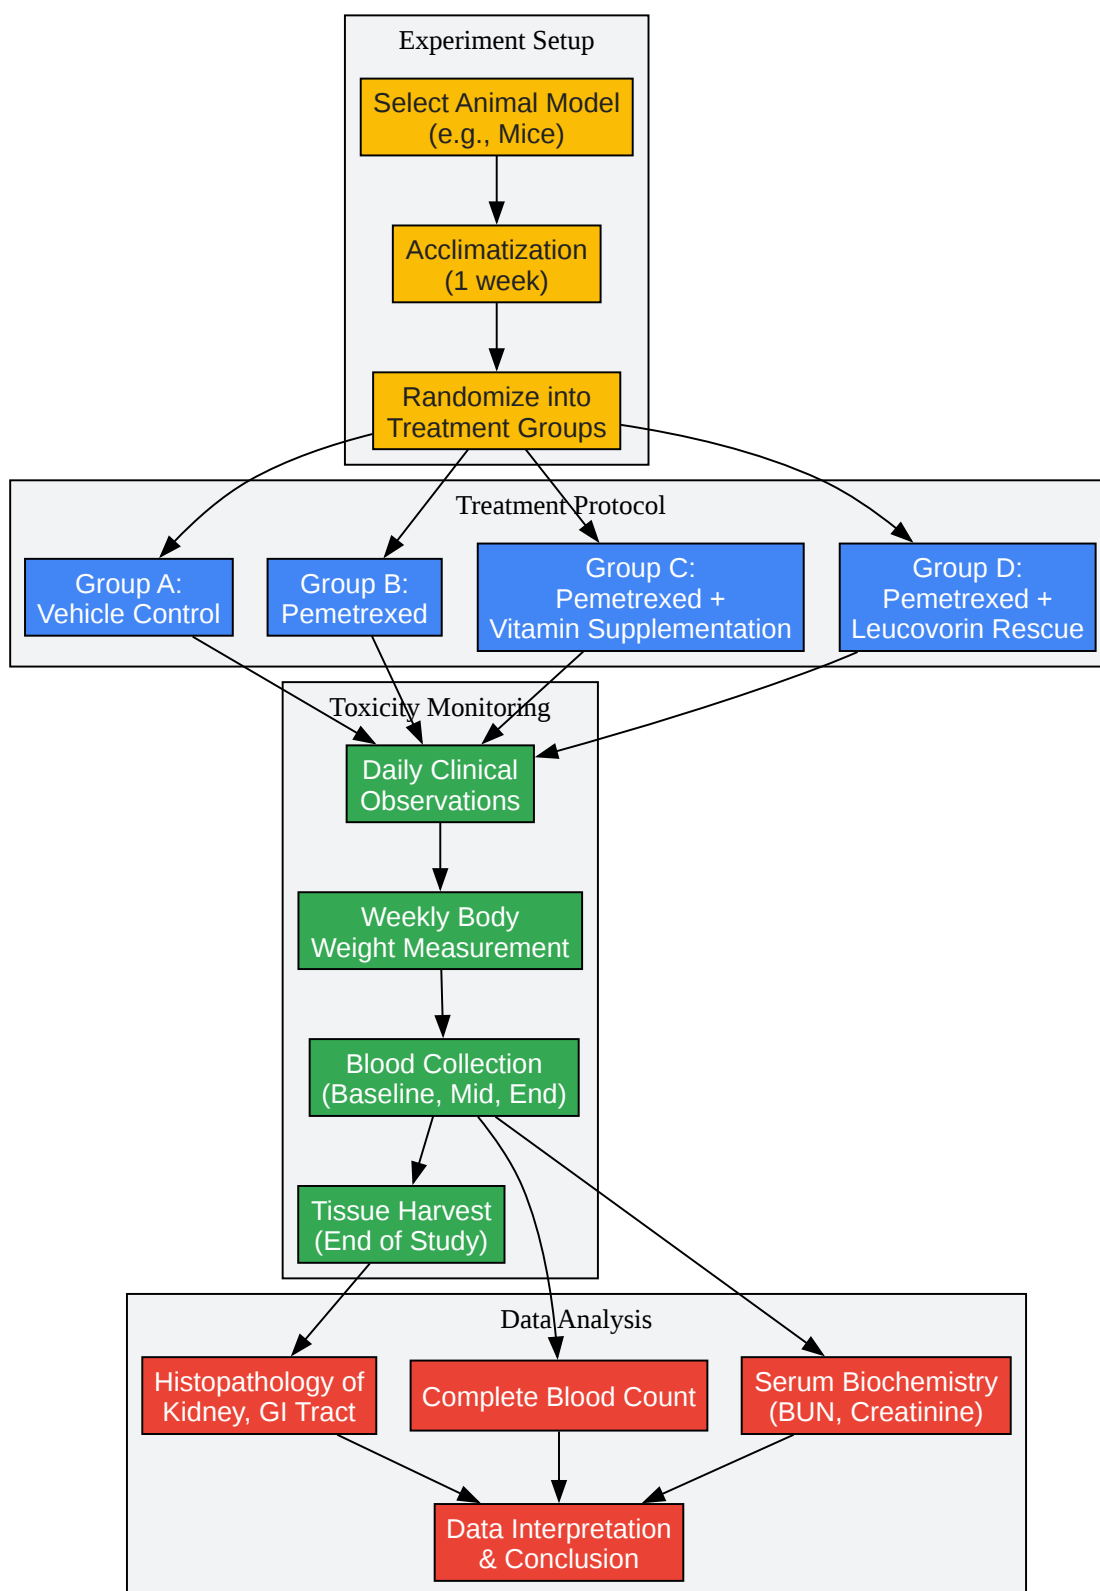 Experiment Setup
Select Animal Model
(e.g., Mice)
Acclimatization
(1 week)
Randomize into
Treatment Groups
Treatment Protocol
Group A:
Vehicle Control
Group B:
Pemetrexed
Group C:
Pemetrexed +
Vitamin Supplementation
Group D:
Pemetrexed +
Leucovorin Rescue
Toxicity Monitoring
Daily Clinical
Observations
Weekly Body
Weight Measurement
Blood Collection
(Baseline, Mid, End)
Tissue Harvest
(End of Study)
Data Analysis
Histopathology of
Kidney, GI Tract
Complete Blood Count
Serum Biochemistry
(BUN, Creatinine)
Data Interpretation
& Conclusion